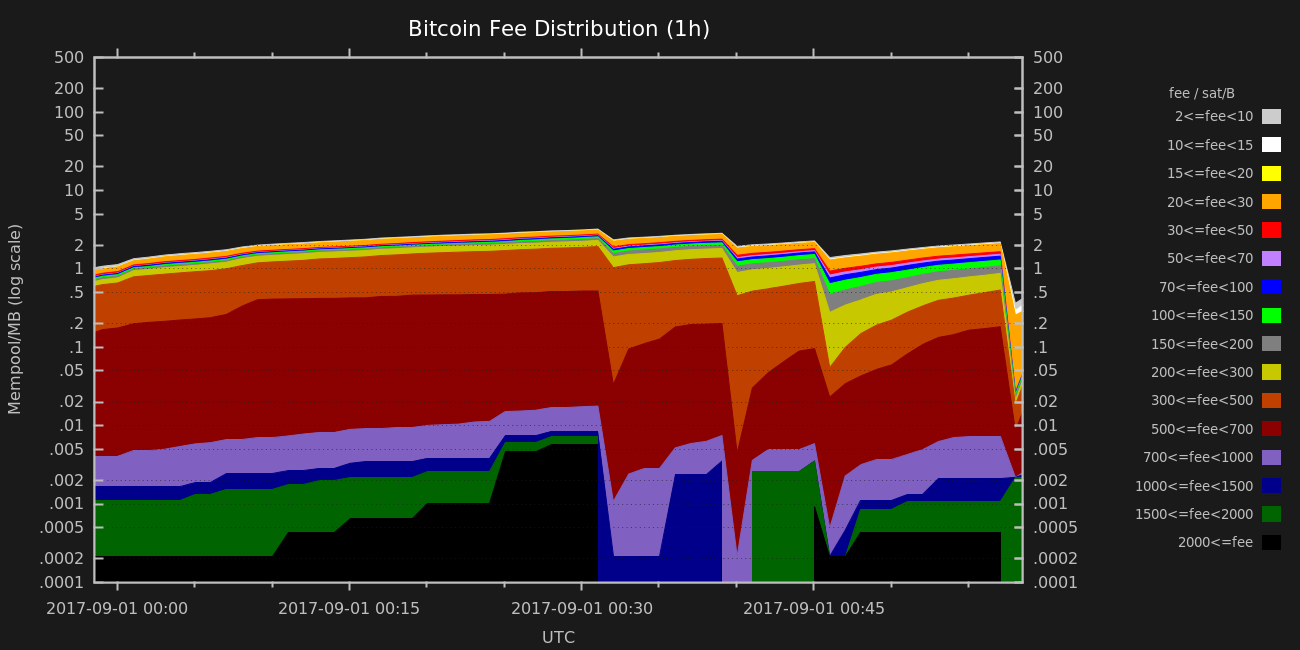 Bitcoin Fee Distribution (1h)
500
200
100
50
20
10
5
2
1
.5
.2
.1
.05
.02
.01
.005
.002
.001
.0005
.0002
.0001
Mempool/MB (log scale)
500
200
100
50
20
10
5
2
1
.5
.2
.1
.05
.02
.01
.005
.002
.001
.0005
.0002
.0001
2017-09-01 00:00
2017-09-01 00:15
2017-09-01 00:30
2017-09-01 00:45
UTC
fee / sat/B
2<=fee<10
10<=fee<15
15<=fee<20
20<=fee<30
30<=fee<50
50<=fee<70
70<=fee<100
100<=fee<150
150<=fee<200
200<=fee<300
300<=fee<500
500<=fee<700
700<=fee<1000
1000<=fee<1500
1500<=fee<2000
2000<=fee